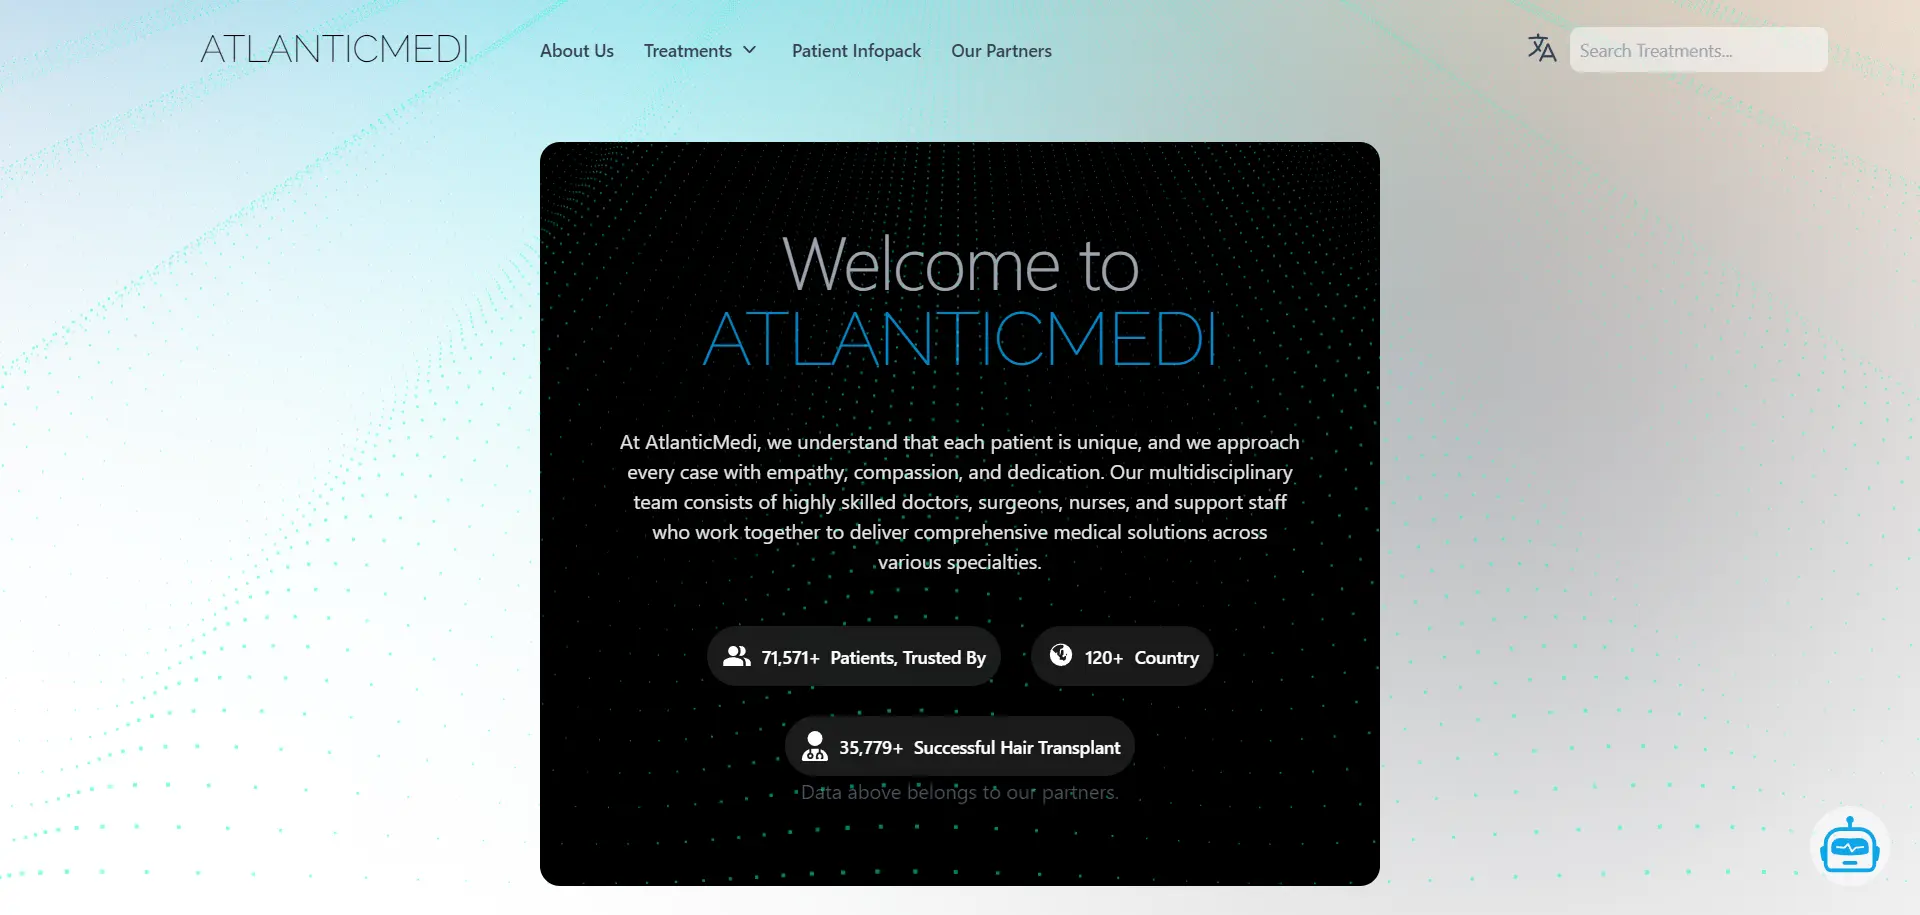 ATLANTICMEDI
About Us
Treatments
Patient Infopack
Our Partners
Search Treatments...
Welcome to
ATLANTICMEDI
At AtlanticMedi, we understand that each patient is unique, and we approach
every case with empathy, compassion, and dedication. Our multidisciplinary
team consists of highly skilled doctors, surgeons, nurses, and support staff
who work together to deliver comprehensive medical solutions across
various specialties.
71,571+ Patients, Trusted By
120+ Country
35,779+ Successful Hair Transplant
Data above belongs to our partners.